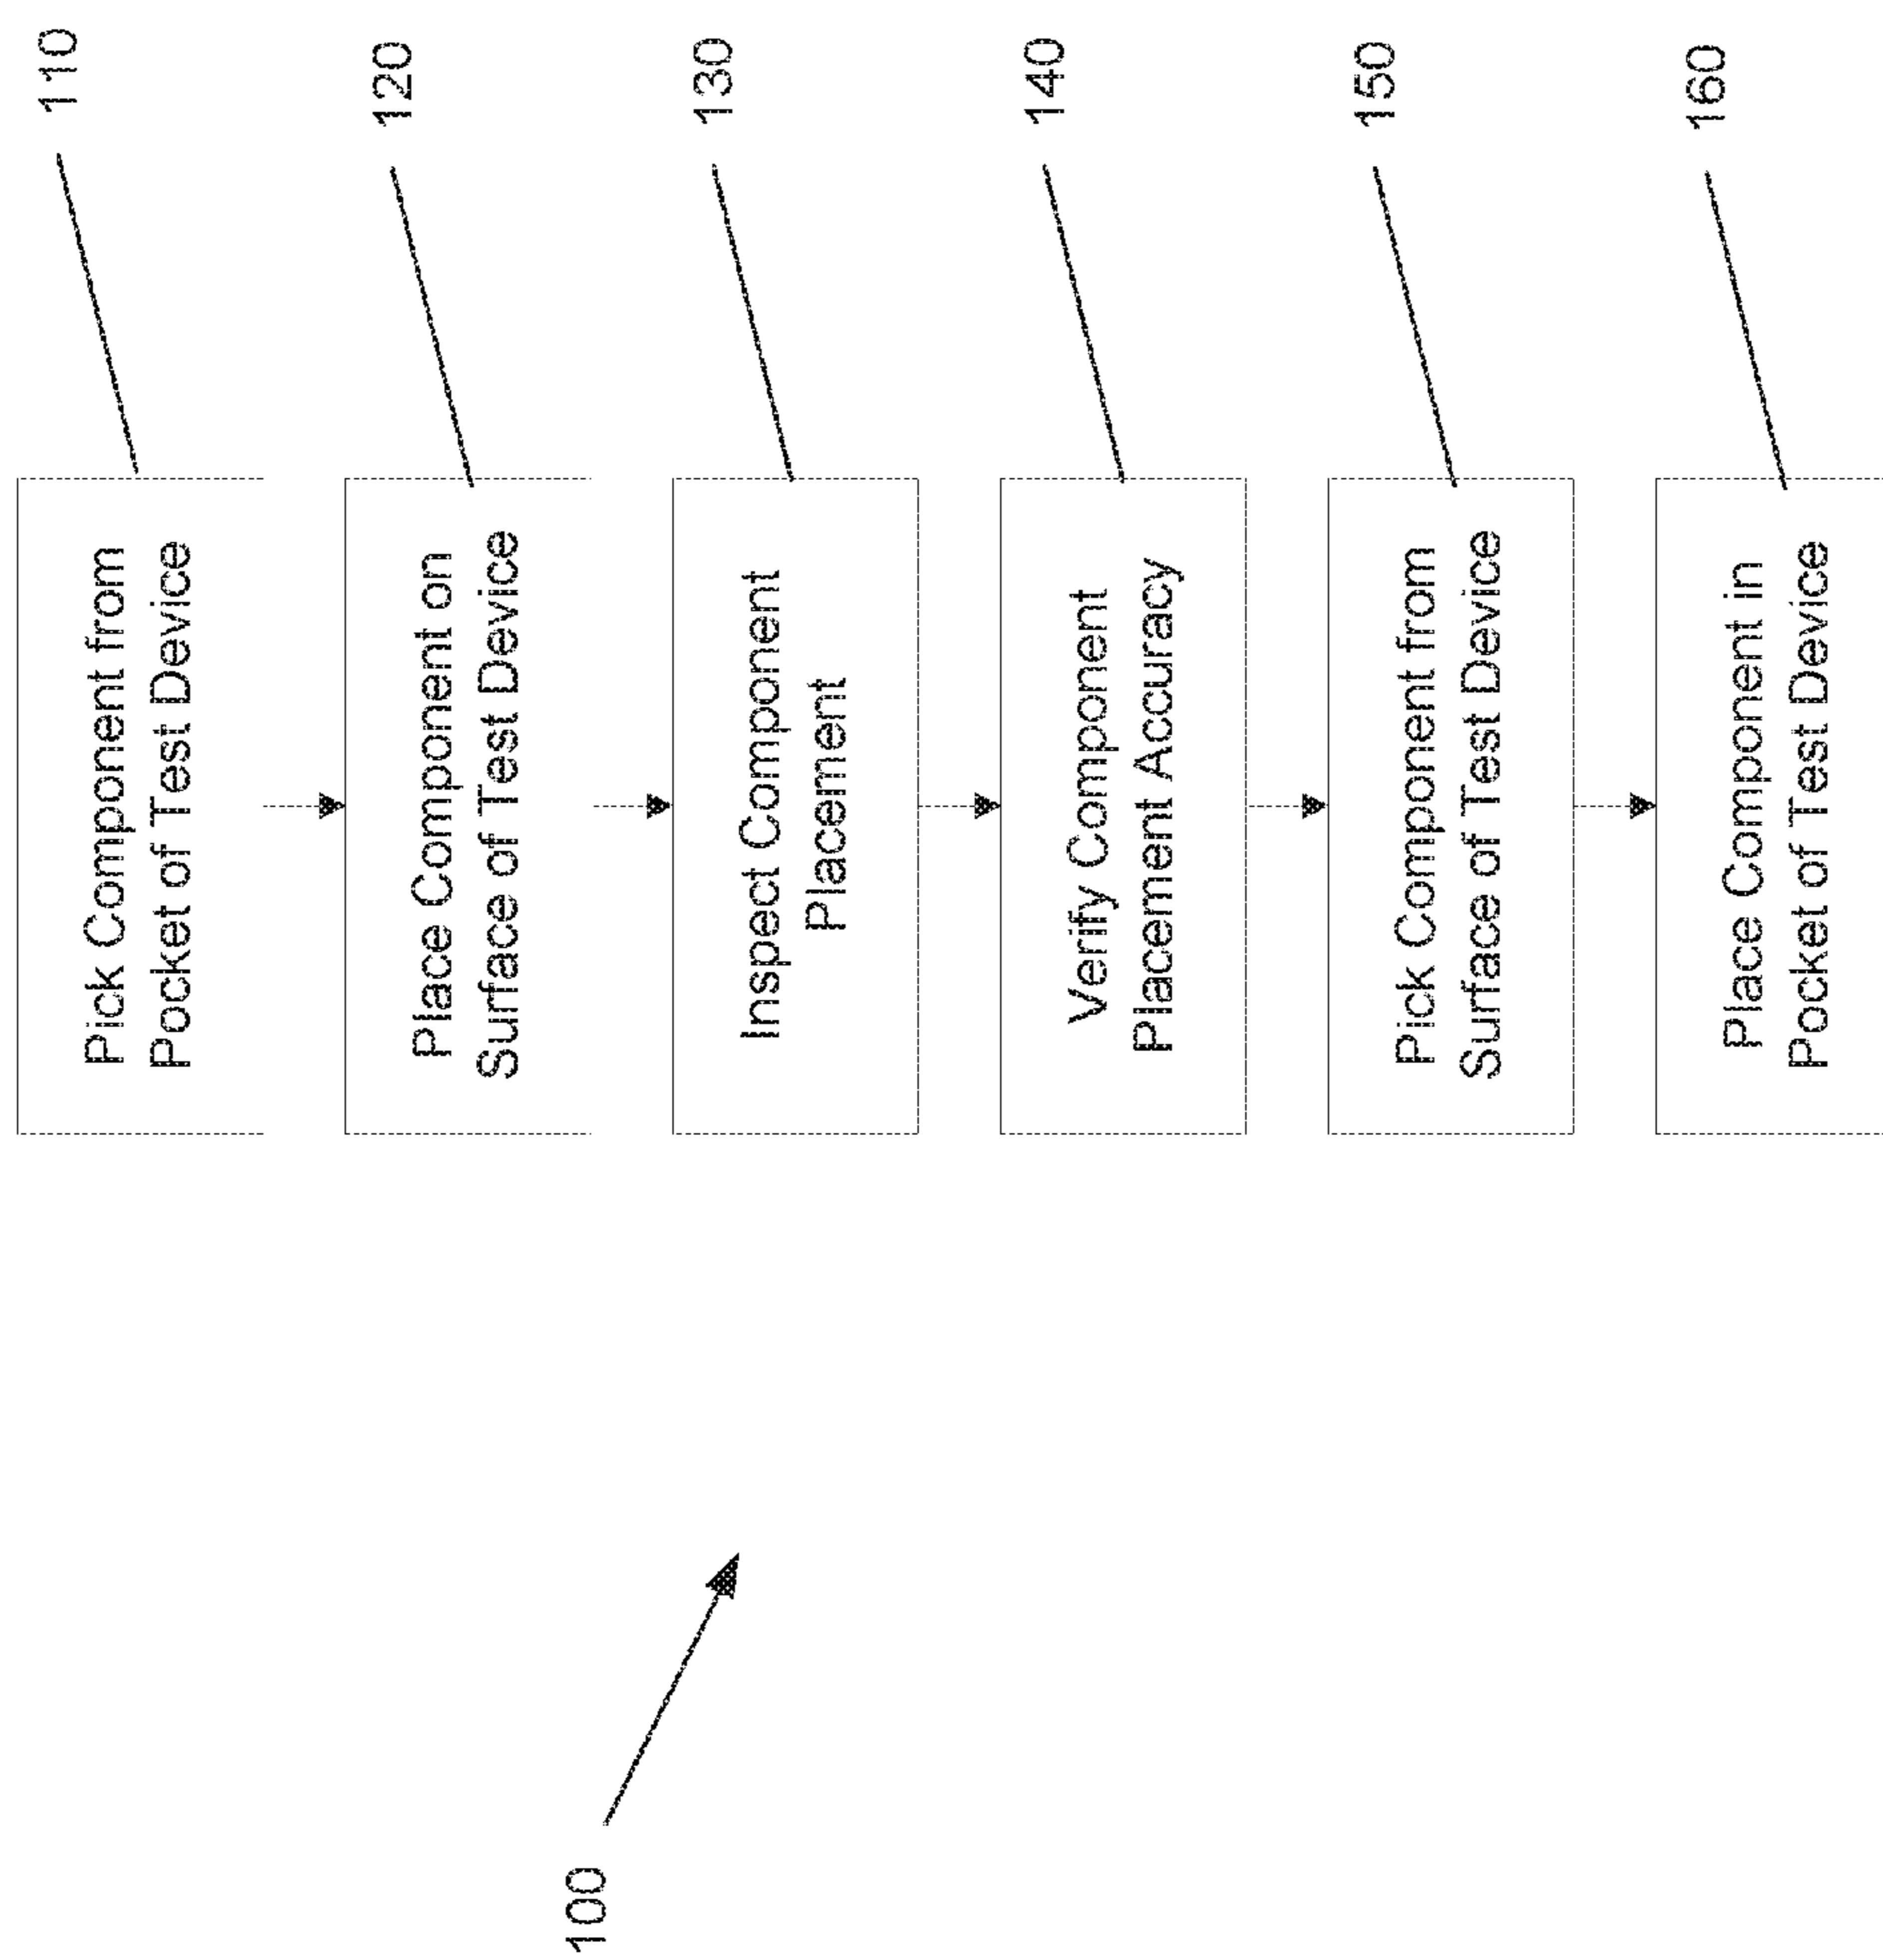 100
Pick Component from
Pocket of Test Device
110
Place Component on
Surface of Test Device
120
Inspect Component
Placement
130
Verify Component
Placement Accuracy
140
Pick Component from
Surface of Test Device
150
Place Component in
Pocket of Test Device
160